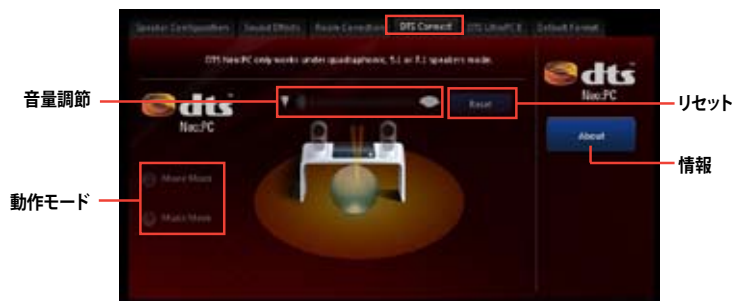 Speaker Configuration
Sound Effects
Room Correction
DTS Connect
DTS UltraPC II
Default Format
DTS Neo:PC only works under quadraphonic, 5.1 or 7.1 speakers mode.
音量調節
dts
Neo:PC
Reset
リセット
dts
Neo:PC
About
情報
動作モード
Movie Mode
Music Mode